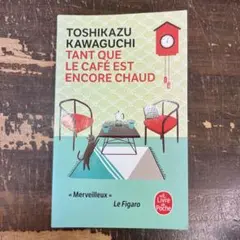 TOSHIKAZU
KAWAGUCHI
TANT QUE
LE CAFÉ EST
ENCORE CHAUD
« Merveilleux »
Le Figaro
Le Livre
de Poche